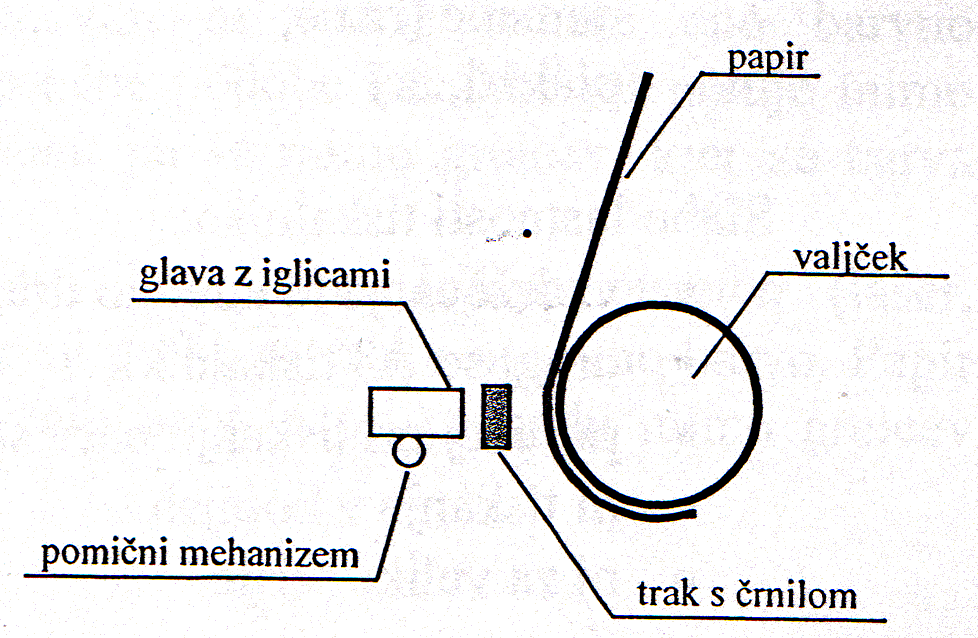 papir
valjček
glava z iglicami
pomični mehanizem
trak s črnilom